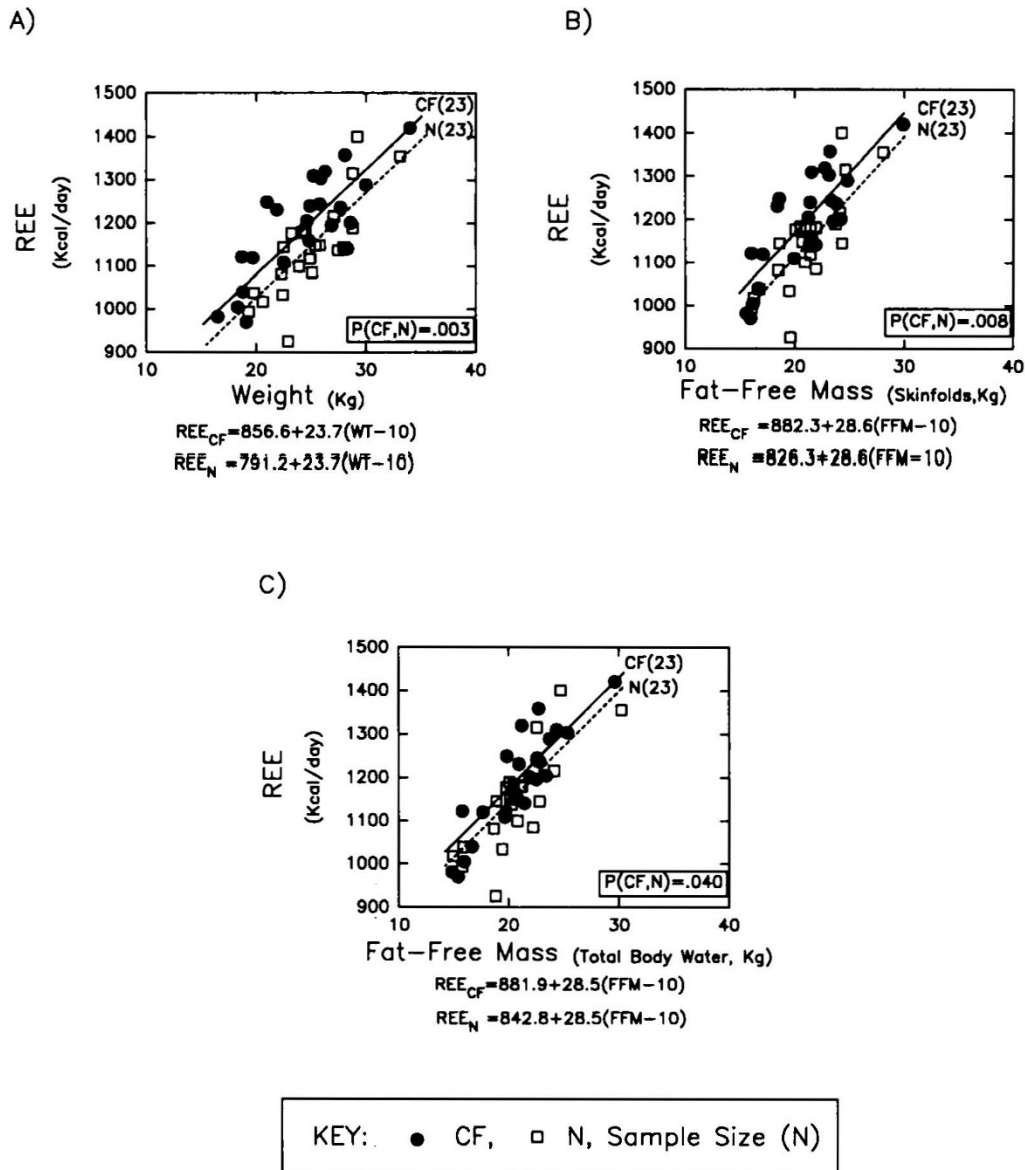 A)
1500
1400
1300
1200
1100
1000
900
REE
(Kcal/day)
CF(23)
N(23)
P(CF,N)=.003
10 20 30 40
Weight (Kg)
REE_CF=856.6+23.7(WT-10)
REE_N=791.2+23.7(WT-10)
B)
1500
1400
1300
1200
1100
1000
900
REE
(Kcal/day)
CF(23)
N(23)
P(CF,N)=.008
10 20 30 40
Fat-Free Mass (Skinfolds,Kg)
REE_CF =882.3+28.6(FFM-10)
REE_N =826.3+28.6(FFM=10)
C)
1500
1400
1300
1200
1100
1000
900
REE
(Kcal/day)
CF(23)
N(23)
P(CF,N)=.040
10 20 30 40
Fat-Free Mass (Total Body Water, Kg)
REE_CF=881.9+28.5(FFM-10)
REE_N =842.8+28.5(FFM-10)
KEY: ● CF, □ N, Sample Size (N)